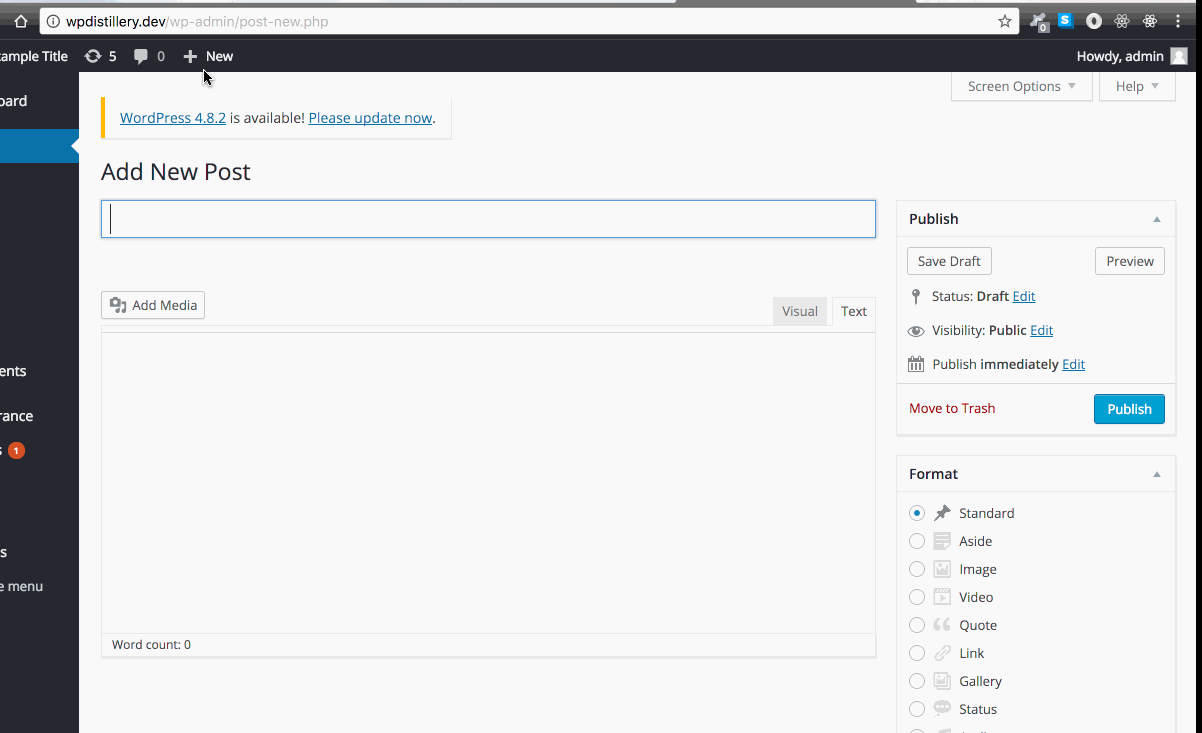 wpdistillery.dev/wp-admin/post-new.php
0
S
ample Title 5 0 New Howdy, admin
Screen Options Help
oard
WordPress 4.8.2 is available! Please update now.
Add New Post
Publish
Save Draft Preview
Add Media
Visual Text
Status: Draft Edit
Visibility: Public Edit
Publish immediately Edit
Move to Trash Publish
ents
rance
s 1
s
e menu
Word count: 0
Format
Standard
Aside
Image
Video
Quote
Link
Gallery
Status